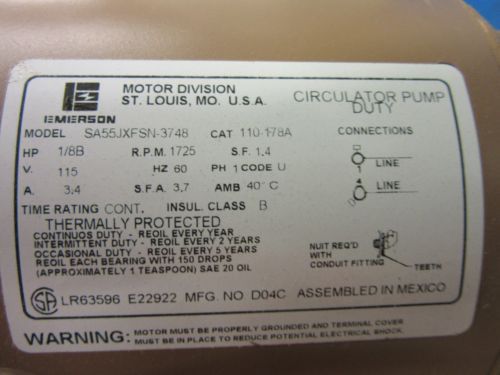 MOTOR DIVISION
ST. LOUIS, MO. U.S.A.
CIRCULATOR PUMP
DUTY
EMERSON
MODEL SA55JXFSN-3748 CAT 110-178A
CONNECTIONS
HP 1/8B R.P.M. 1725 S.F. 1.4
V. 115 HZ 60 PH 1 CODE U
A. 3.4 S.F.A. 3.7 AMB 40°C
1 LINE
4 LINE
TIME RATING CONT. INSUL. CLASS B
THERMALLY PROTECTED
CONTINUOS DUTY - REOIL EVERY YEAR
INTERMITTENT DUTY - REOIL EVERY 2 YEARS
OCCASIONAL DUTY - REOIL EVERY 5 YEARS
REOIL EACH BEARING WITH 150 DROPS
(APPROXIMATELY 1 TEASPOON) SAE 20 OIL
NUIT REQ'D
WITH
CONDUIT FITTING
TEETH
SA LR63596 E22922 MFG. NO D04C ASSEMBLED IN MEXICO
WARNING: MOTOR MUST BE PROPERLY GROUNDED AND TERMINAL COVER
MUST BE IN PLACE TO REDUCE POTENTIAL ELECTRICAL SHOCK.